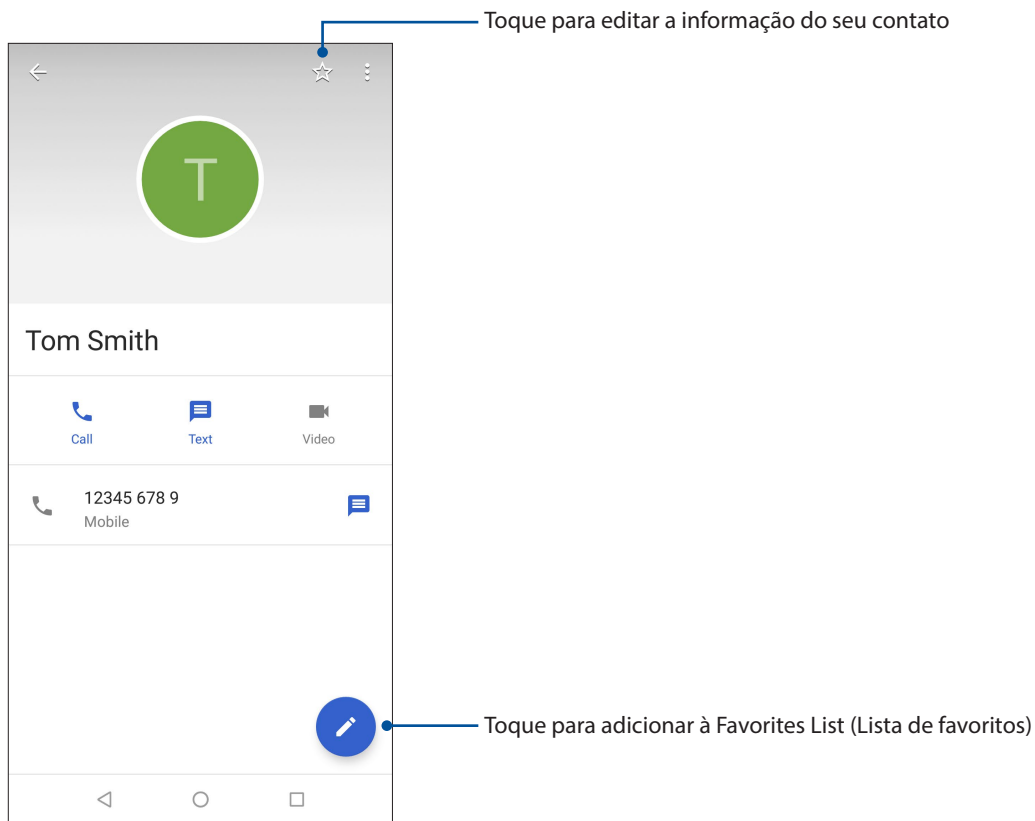 Toque para editar a informação do seu contato
T
Tom Smith
Call
Text
Video
12345 678 9
Mobile
Toque para adicionar à Favorites List (Lista de favoritos)